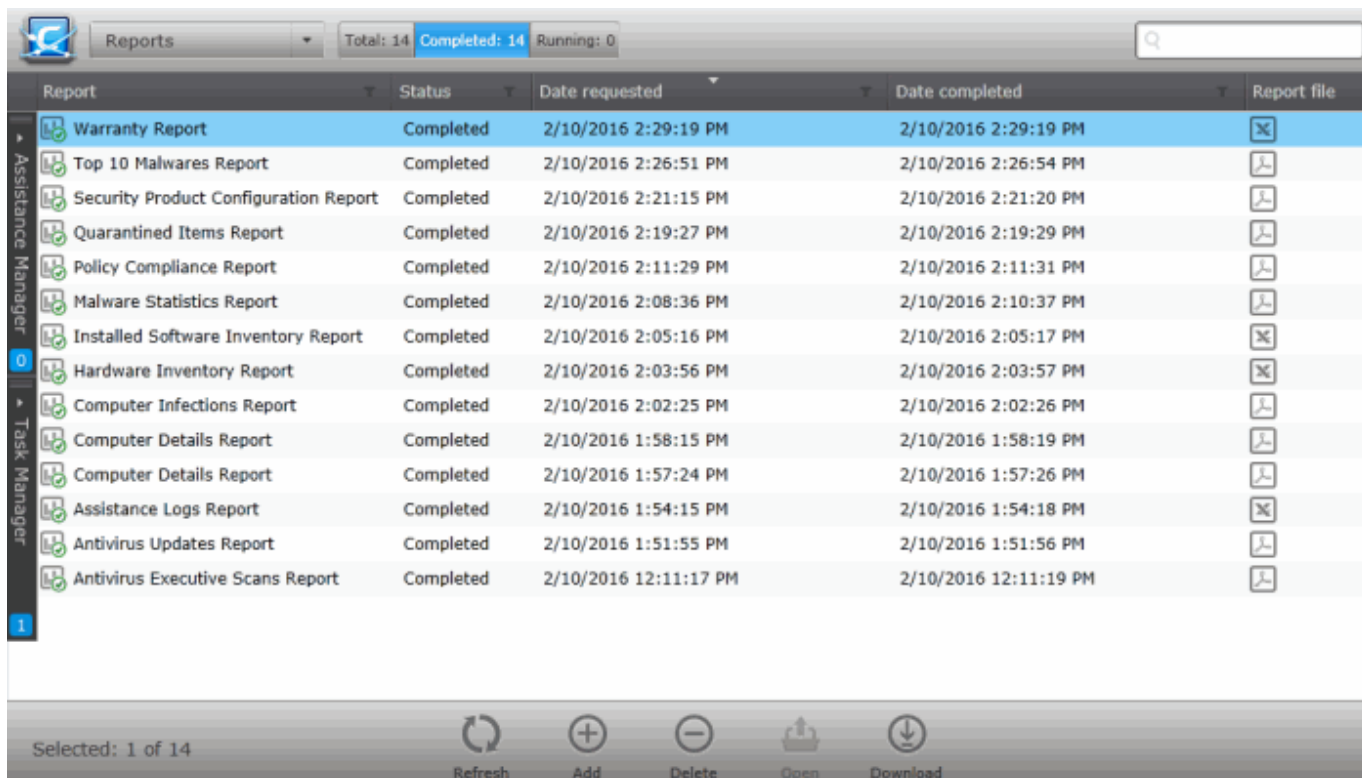 Reports Total: 14 Completed: 14 Running: 0
Report Status Date requested Date completed Report file
Warranty Report Completed 2/10/2016 2:29:19 PM 2/10/2016 2:29:19 PM
Top 10 Malwares Report Completed 2/10/2016 2:26:51 PM 2/10/2016 2:26:54 PM
Security Product Configuration Report Completed 2/10/2016 2:21:15 PM 2/10/2016 2:21:20 PM
Quarantined Items Report Completed 2/10/2016 2:19:27 PM 2/10/2016 2:19:29 PM
Policy Compliance Report Completed 2/10/2016 2:11:29 PM 2/10/2016 2:11:31 PM
Malware Statistics Report Completed 2/10/2016 2:08:36 PM 2/10/2016 2:10:37 PM
Installed Software Inventory Report Completed 2/10/2016 2:05:16 PM 2/10/2016 2:05:17 PM
Hardware Inventory Report Completed 2/10/2016 2:03:56 PM 2/10/2016 2:03:57 PM
Computer Infections Report Completed 2/10/2016 2:02:25 PM 2/10/2016 2:02:26 PM
Computer Details Report Completed 2/10/2016 1:58:15 PM 2/10/2016 1:58:19 PM
Computer Details Report Completed 2/10/2016 1:57:24 PM 2/10/2016 1:57:26 PM
Assistance Logs Report Completed 2/10/2016 1:54:15 PM 2/10/2016 1:54:18 PM
Antivirus Updates Report Completed 2/10/2016 1:51:55 PM 2/10/2016 1:51:56 PM
Antivirus Executive Scans Report Completed 2/10/2016 12:11:17 PM 2/10/2016 12:11:19 PM
Assistance Manager 0
Task Manager 1
Selected: 1 of 14
Refresh Add Delete Open Download